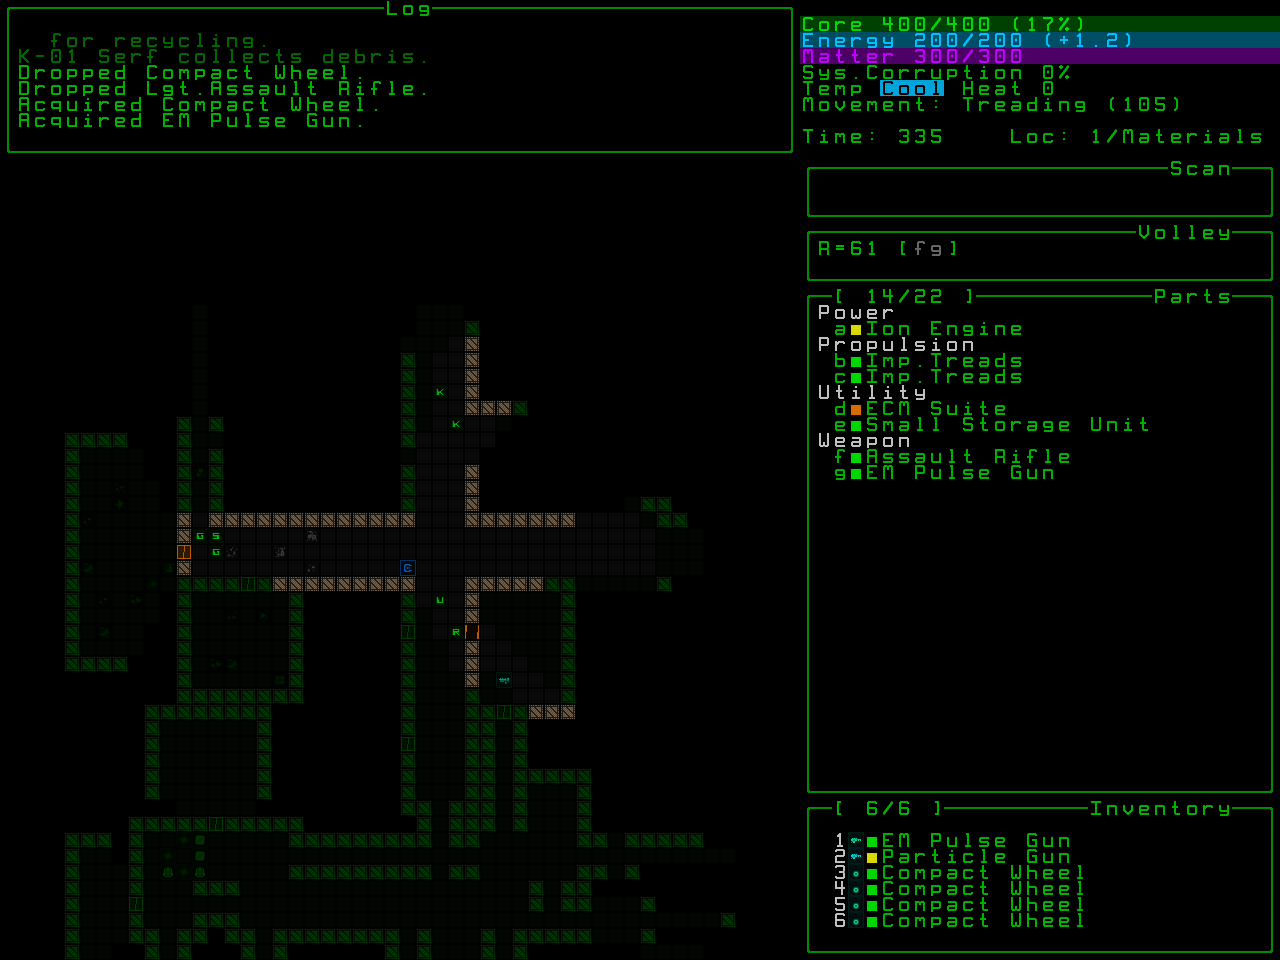 Log
for recycling.
K-01 Serf collects debris.
Dropped Compact Wheel.
Dropped Lgt.Assault Rifle.
Acquired Compact Wheel.
Acquired EM Pulse Gun.
Core 400/400 (17%)
Energy 200/200 (+1.2)
Matter 300/300
Sys.Corruption 0%
Temp Cool Heat 0
Movement: Treading (105)
Time: 335 Loc: 1/Materials
Scan
Volley
A=61 [fg]
[ 14/22 ] Parts
Power
a Ion Engine
Propulsion
b Imp.Treads
c Imp.Treads
Utility
d ECM Suite
e Small Storage Unit
Weapon
f Assault Rifle
g EM Pulse Gun
K
K
G S
G
C
U
R
[ 6/6 ] Inventory
1 EM Pulse Gun
2 Particle Gun
3 Compact Wheel
4 Compact Wheel
5 Compact Wheel
6 Compact Wheel